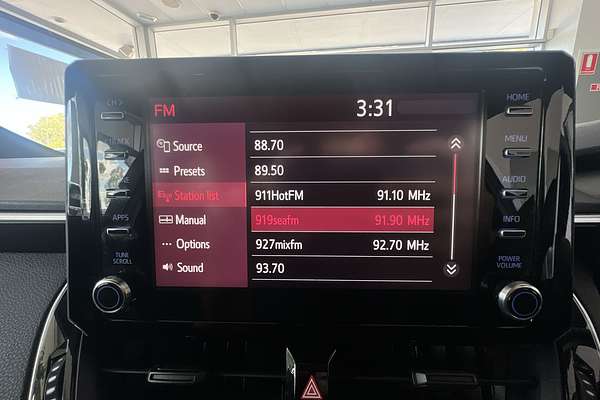 FM 3:31
CH >
HOME
MENU
AUDIO
APPS
INFO
TUNE
SCROLL
POWER
VOLUME
Source
Presets
Station list
Manual
Options
Sound
88.70
89.50
911HotFM 91.10 MHz
919seafm 91.90 MHz
927mixfm 92.70 MHz
93.70